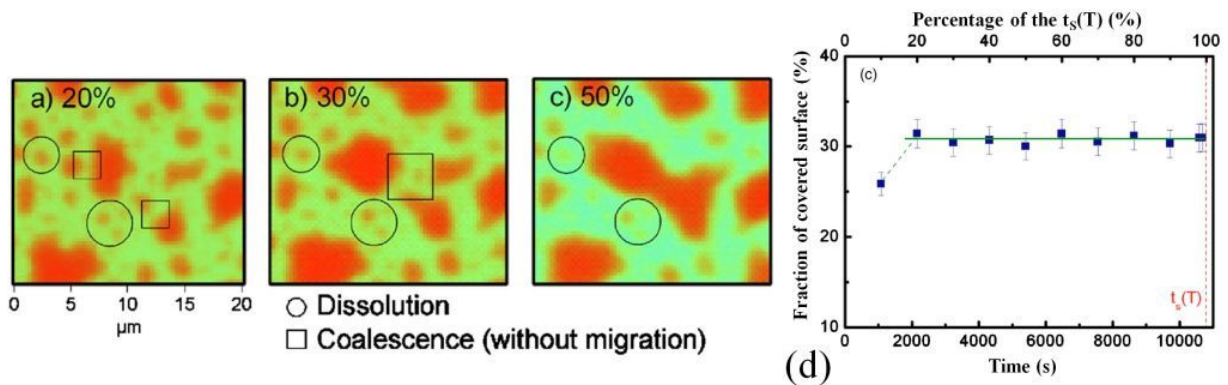 a) 20%
b) 30%
c) 50%
0 5 10 15 20
µm
Dissolution
Coalescence (without migration)
Percentage of the tS(T) (%)
0 20 40 60 80 100
Fraction of covered surface (%)
40
30
20
10
(c)
ts(T)
0 2000 4000 6000 8000 10000
Time (s)
(d)